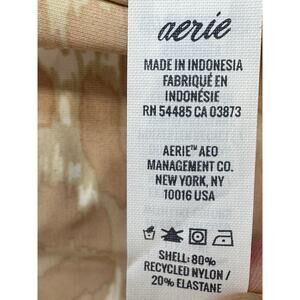 aerie
MADE IN INDONESIA
FABRIQUÉ EN
INDONÉSIE
RN 54485 CA 03873
AERIE™ AEO
MANAGEMENT CO.
NEW YORK, NY
10016 USA
SHELL: 80%
RECYCLED NYLON /
20% ELASTANE